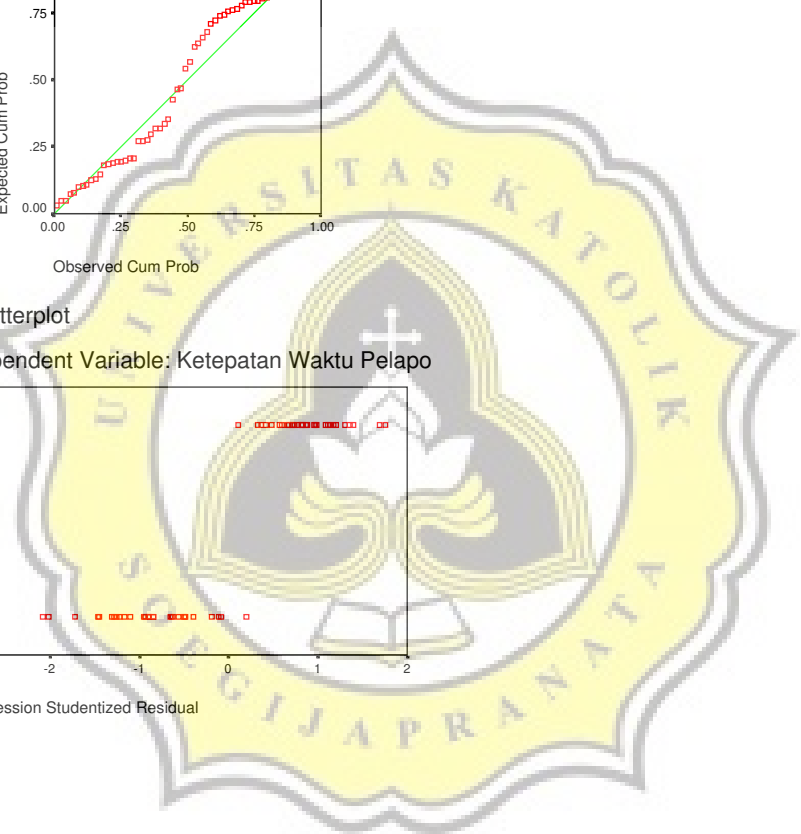 .75
.50
.25
0.00
Expected Cum Prob
0.00 .25 .50 .75 1.00
Observed Cum Prob
tterplot
pendent Variable: Ketepatan Waktu Pelapo
-2 -1 0 1 2
ession Studentized Residual
UNIVERSITAS KATOLIK
SOEGIJAPRANATA